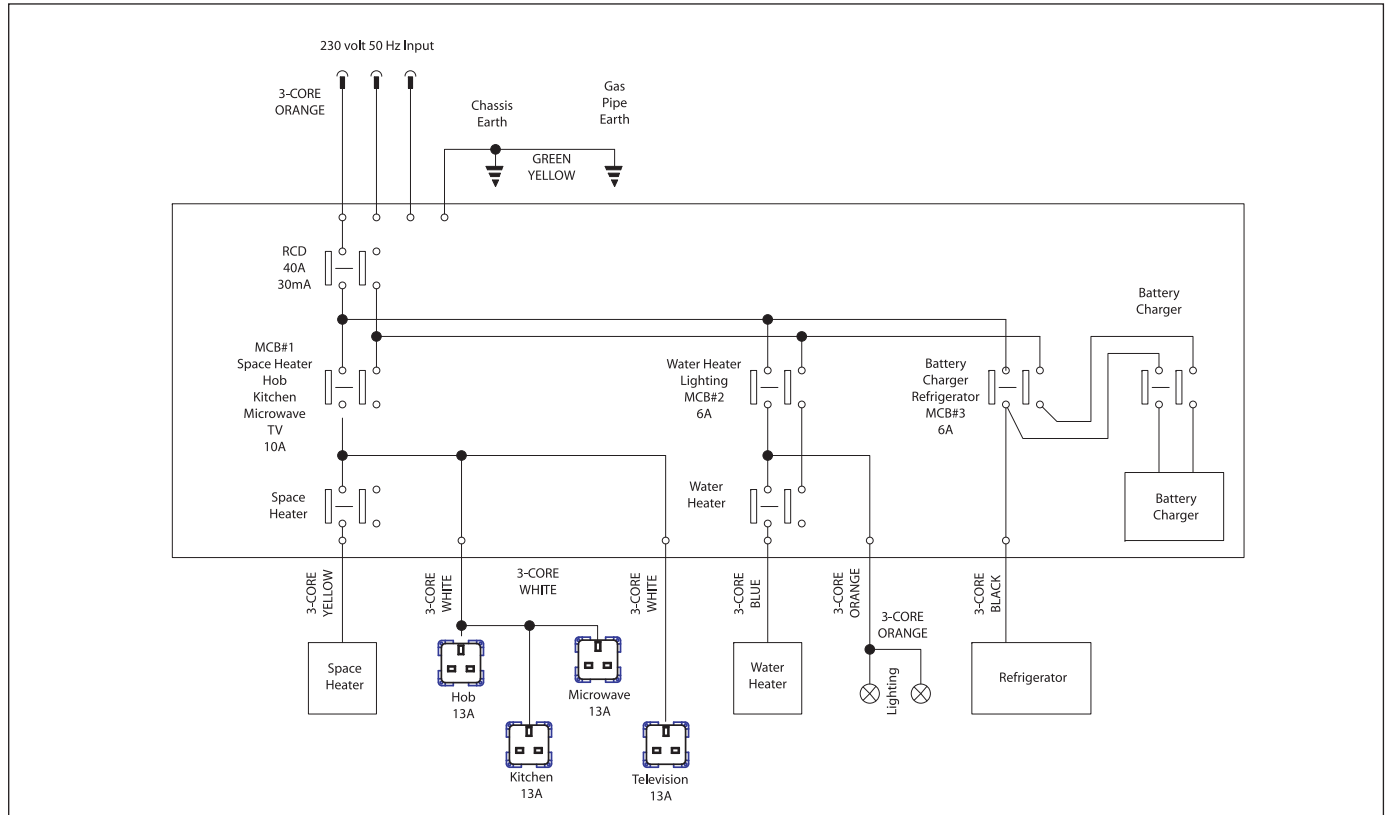 230 volt 50 Hz Input
3-CORE
ORANGE
Chassis
Earth
Gas
Pipe
Earth
GREEN
YELLOW
RCD
40A
30mA
MCB#1
Space Heater
Hob
Kitchen
Microwave
TV
10A
Water Heater
Lighting
MCB#2
6A
Battery
Charger
Refrigerator
MCB#3
6A
Battery
Charger
Space
Heater
Water
Heater
Battery
Charger
3-CORE
YELLOW
3-CORE
WHITE
3-CORE
WHITE
3-CORE
WHITE
3-CORE
BLUE
3-CORE
ORANGE
3-CORE
ORANGE
3-CORE
BLACK
Space
Heater
Hob
13A
Microwave
13A
Kitchen
13A
Television
13A
Water
Heater
Lighting
Refrigerator